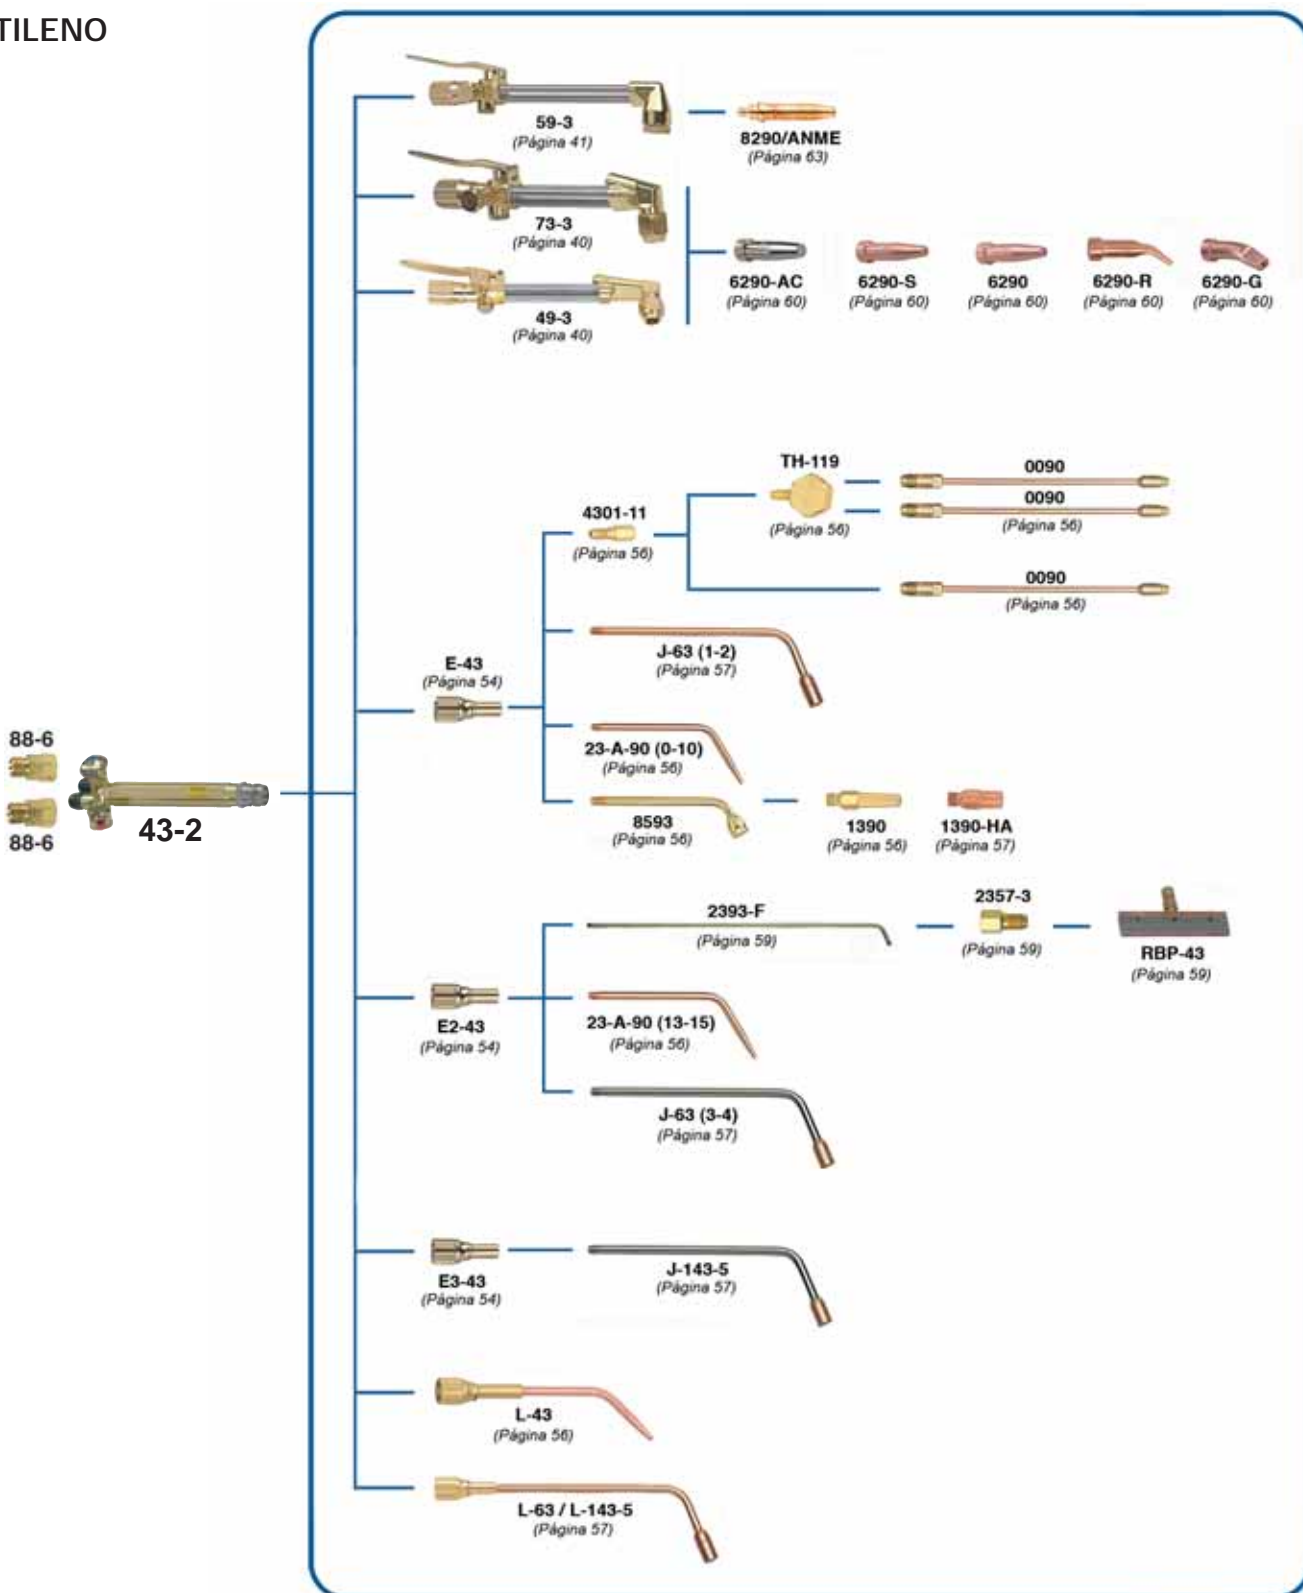 TILENO
59-3
(Página 41)
8290/ANME
(Página 63)
73-3
(Página 40)
49-3
(Página 40)
6290-AC
(Página 60)
6290-S
(Página 60)
6290
(Página 60)
6290-R
(Página 60)
6290-G
(Página 60)
TH-119
(Página 56)
0090
0090
(Página 56)
4301-11
(Página 56)
0090
(Página 56)
E-43
(Página 54)
J-63 (1-2)
(Página 57)
23-A-90 (0-10)
(Página 56)
8593
(Página 56)
1390
(Página 56)
1390-HA
(Página 57)
88-6
88-6
43-2
2393-F
(Página 59)
2357-3
(Página 59)
RBP-43
(Página 59)
E2-43
(Página 54)
23-A-90 (13-15)
(Página 56)
J-63 (3-4)
(Página 57)
E3-43
(Página 54)
J-143-5
(Página 57)
L-43
(Página 56)
L-63 / L-143-5
(Página 57)